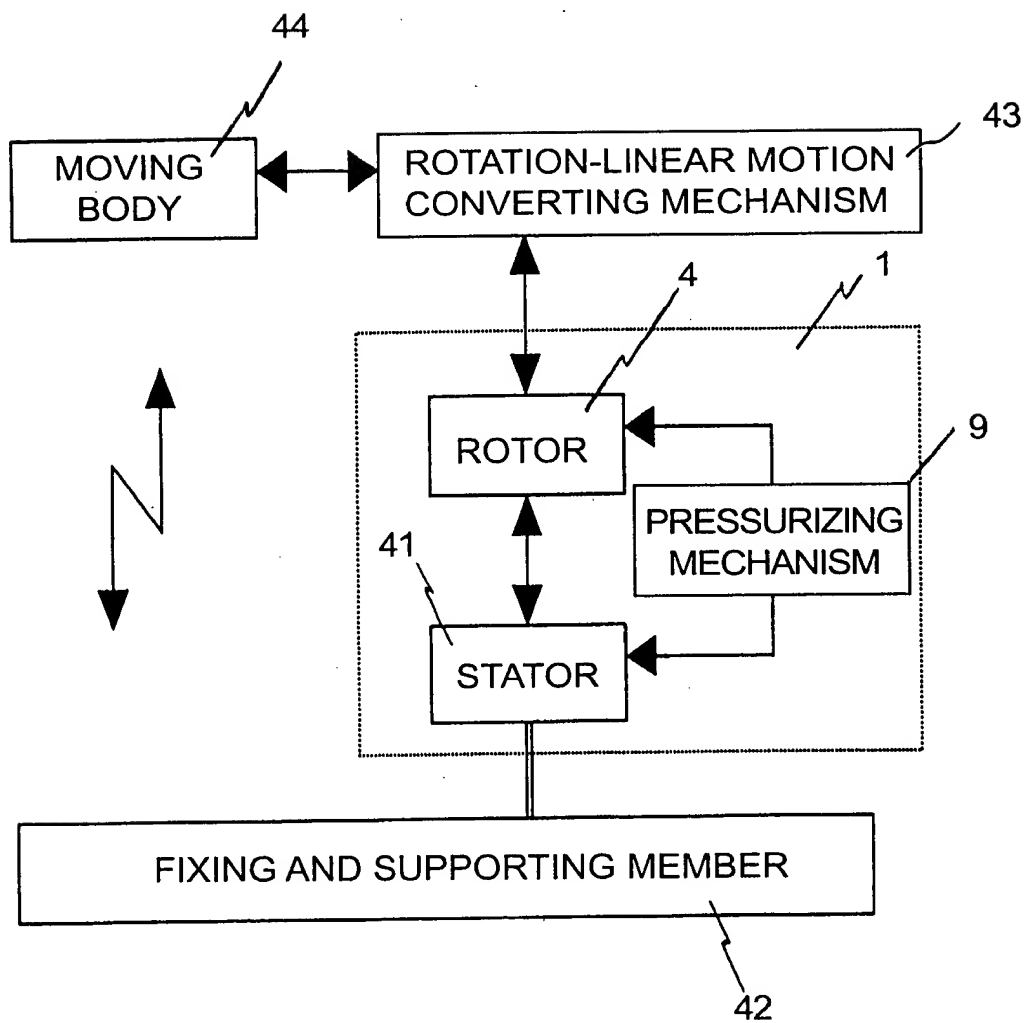 44
43
MOVING
BODY
ROTATION-LINEAR MOTION
CONVERTING MECHANISM
1
4
9
ROTOR
PRESSURIZING
MECHANISM
41
STATOR
FIXING AND SUPPORTING MEMBER
42